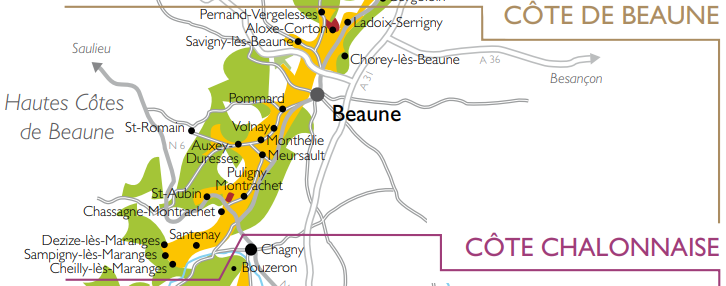 Pernand-Vergelesses
CÔTE DE BEAUNE
Aloxe-Corton
Ladoix-Serrigny
Savigny-lès-Beaune
Saulieu
Chorey-lès-Beaune
A 31
A 36
Besançon
Hautes Côtes
de Beaune
Pommard
Beaune
St-Romain
Volnay
N 6
Auxey-
Duresses
Monthélie
Meursault
Puligny-
Montrachet
St-Aubin
Chassagne-Montrachet
Santenay
Dezize-lès-Maranges
Sampigny-lès-Maranges
Cheilly-lès-Maranges
Chagny
CÔTE CHALONNAISE
Bouzeron